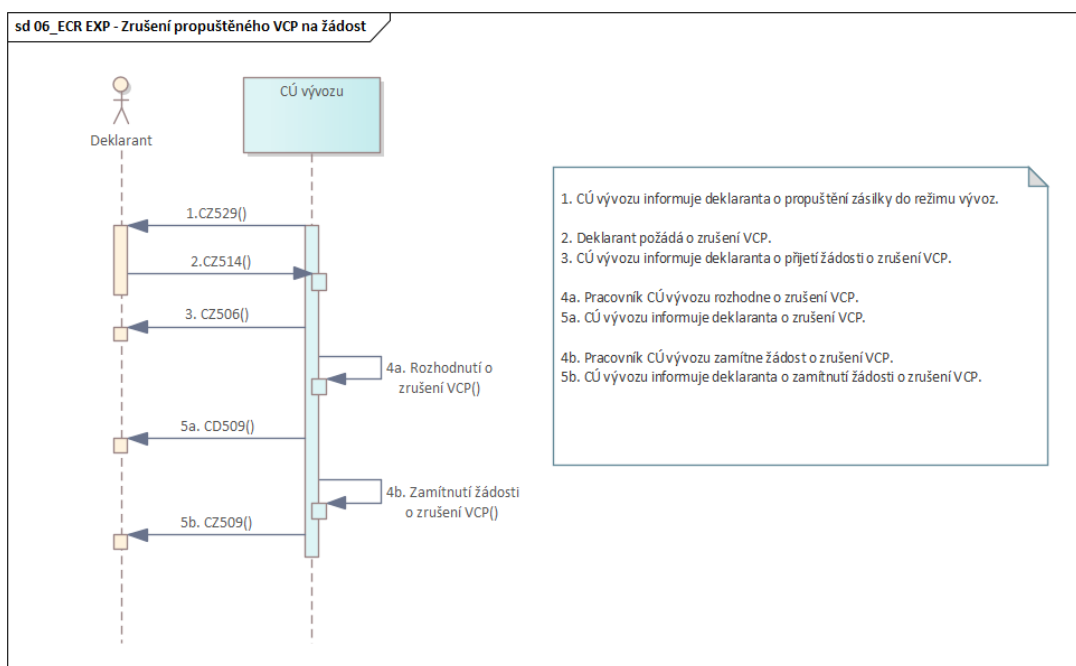 sd 06_ECR EXP - Zrušení propuštěného VCP na žádost
CÚ vývozu
Deklarant
1.CZ529()
2.CZ514()
3. CZ506()
4a. Rozhodnutí o
zrušení VCP()
5a. CD509()
4b. Zamítnutí žádosti
o zrušení VCP()
5b. CZ509()
1. CÚ vývozu informuje deklaranta o propuštění zásilky do režimu vývoz.
2. Deklarant požádá o zrušení VCP.
3. CÚ vývozu informuje deklaranta o přijetí žádosti o zrušení VCP.
4a. Pracovník CÚ vývozu rozhodne o zrušení VCP.
5a. CÚ vývozu informuje deklaranta o zrušení VCP.
4b. Pracovník CÚ vývozu zamítne žádost o zrušení VCP.
5b. CÚ vývozu informuje deklaranta o zamítnutí žádosti o zrušení VCP.